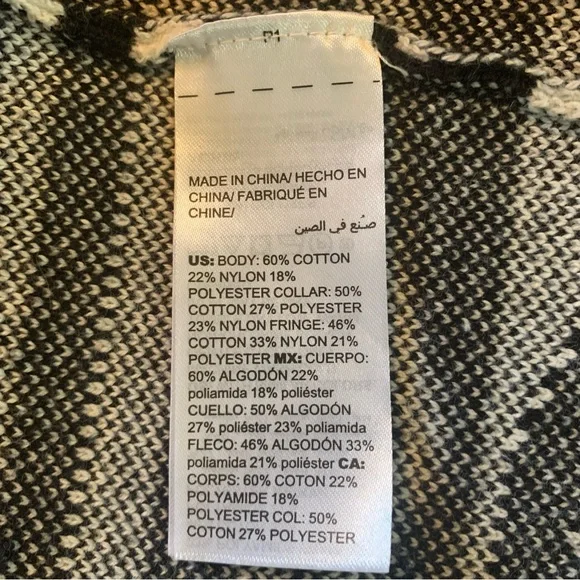 P1
MADE IN CHINA/ HECHO EN
CHINA/ FABRIQUÉ EN
CHINE/
صُنع في الصين
US: BODY: 60% COTTON
22% NYLON 18%
POLYESTER COLLAR: 50%
COTTON 27% POLYESTER
23% NYLON FRINGE: 46%
COTTON 33% NYLON 21%
POLYESTER MX: CUERPO:
60% ALGODÓN 22%
poliamida 18% poliéster
CUELLO: 50% ALGODÓN
27% poliéster 23% poliamida
FLECO: 46% ALGODÓN 33%
poliamida 21% poliéster CA:
CORPS: 60% COTON 22%
POLYAMIDE 18%
POLYESTER COL: 50%
COTON 27% POLYESTER